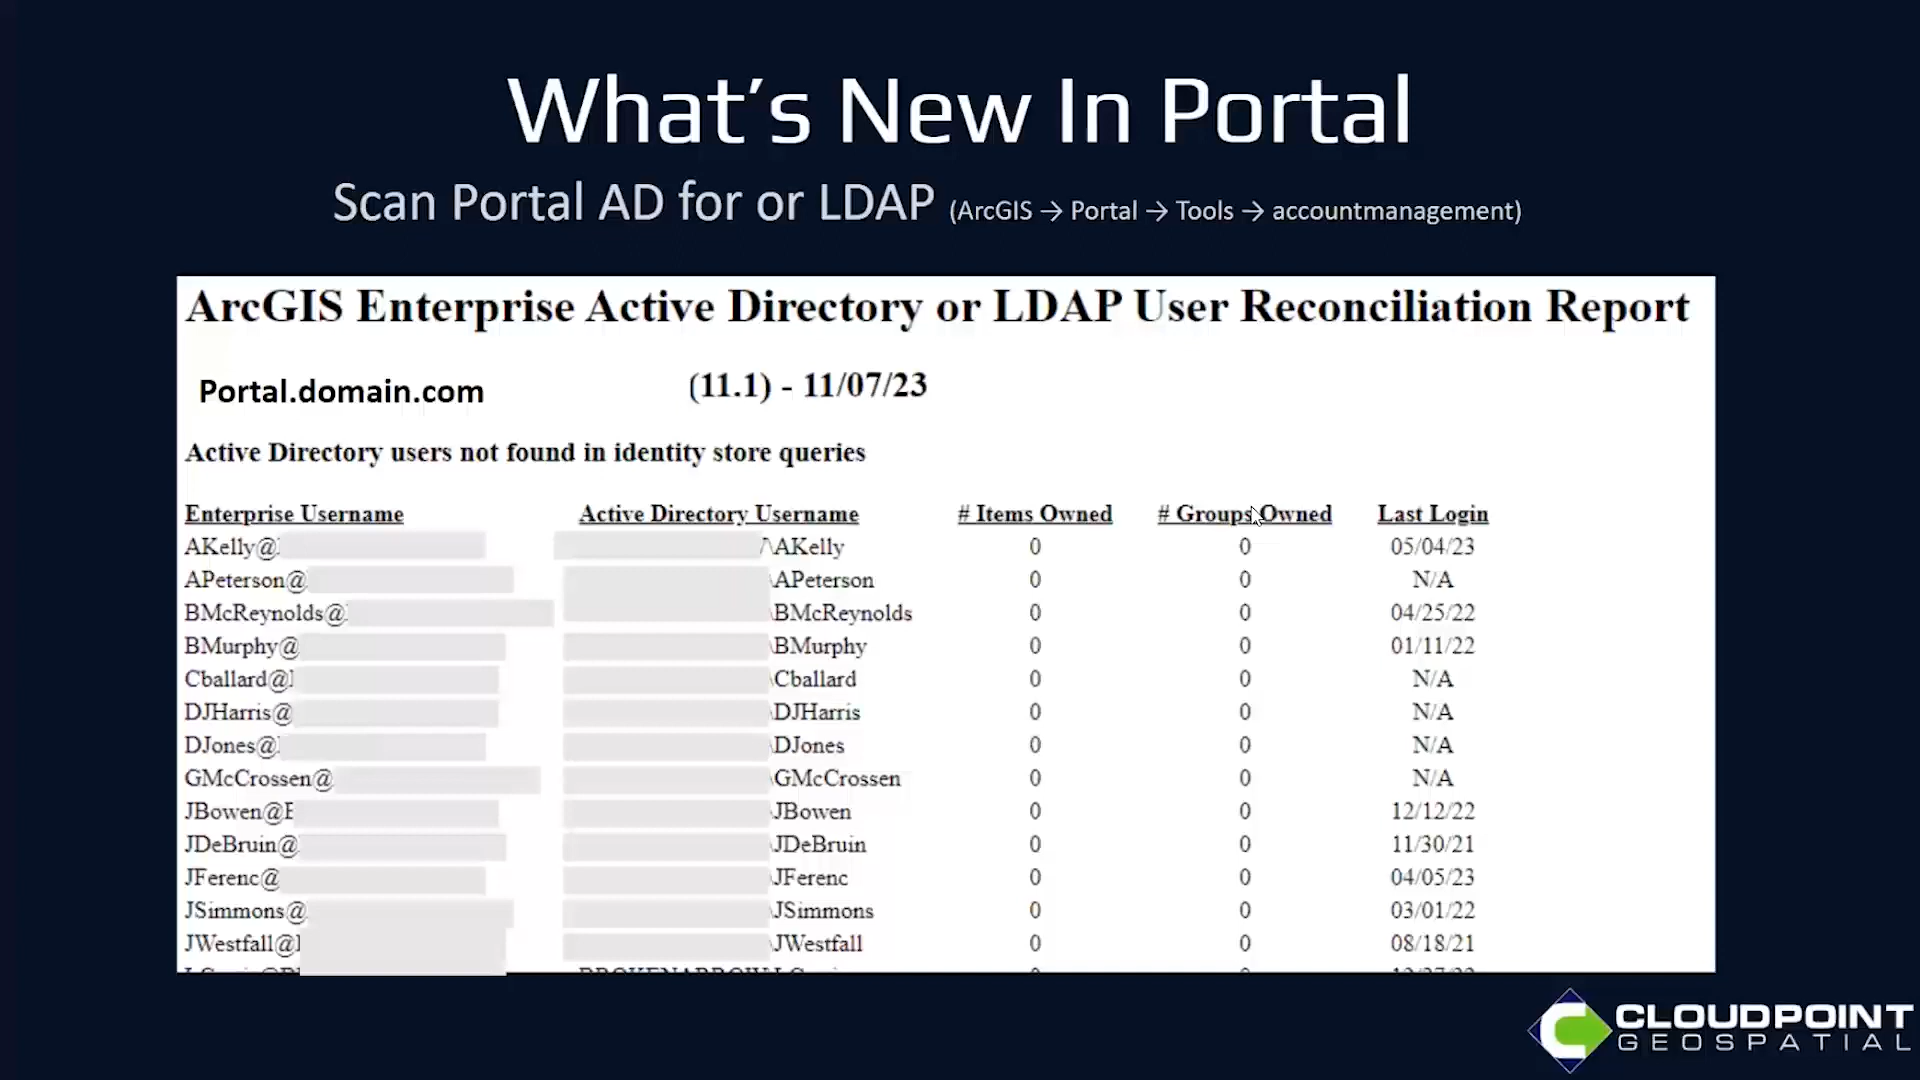 What's New In Portal
Scan Portal AD for or LDAP (ArcGIS → Portal → Tools → accountmanagement)
ArcGIS Enterprise Active Directory or LDAP User Reconciliation Report
Portal.domain.com (11.1) - 11/07/23
Active Directory users not found in identity store queries
Enterprise Username Active Directory Username # Items Owned # Groups Owned Last Login
AKelly@ \AKelly 0 0 05/04/23
APeterson@ \APeterson 0 0 N/A
BMcReynolds@ \BMcReynolds 0 0 04/25/22
BMurphy@ \BMurphy 0 0 01/11/22
Cballard@ \Cballard 0 0 N/A
DJHarris@ \DJHarris 0 0 N/A
DJones@ \DJones 0 0 N/A
GMcCrossen@ \GMcCrossen 0 0 N/A
JBowen@ \JBowen 0 0 12/12/22
JDeBruin@ \JDeBruin 0 0 11/30/21
JFerenc@ \JFerenc 0 0 04/05/23
JSimmons@ \JSimmons 0 0 03/01/22
JWestfall@ \JWestfall 0 0 08/18/21
CLOUDPOINT
GEOSPATIAL